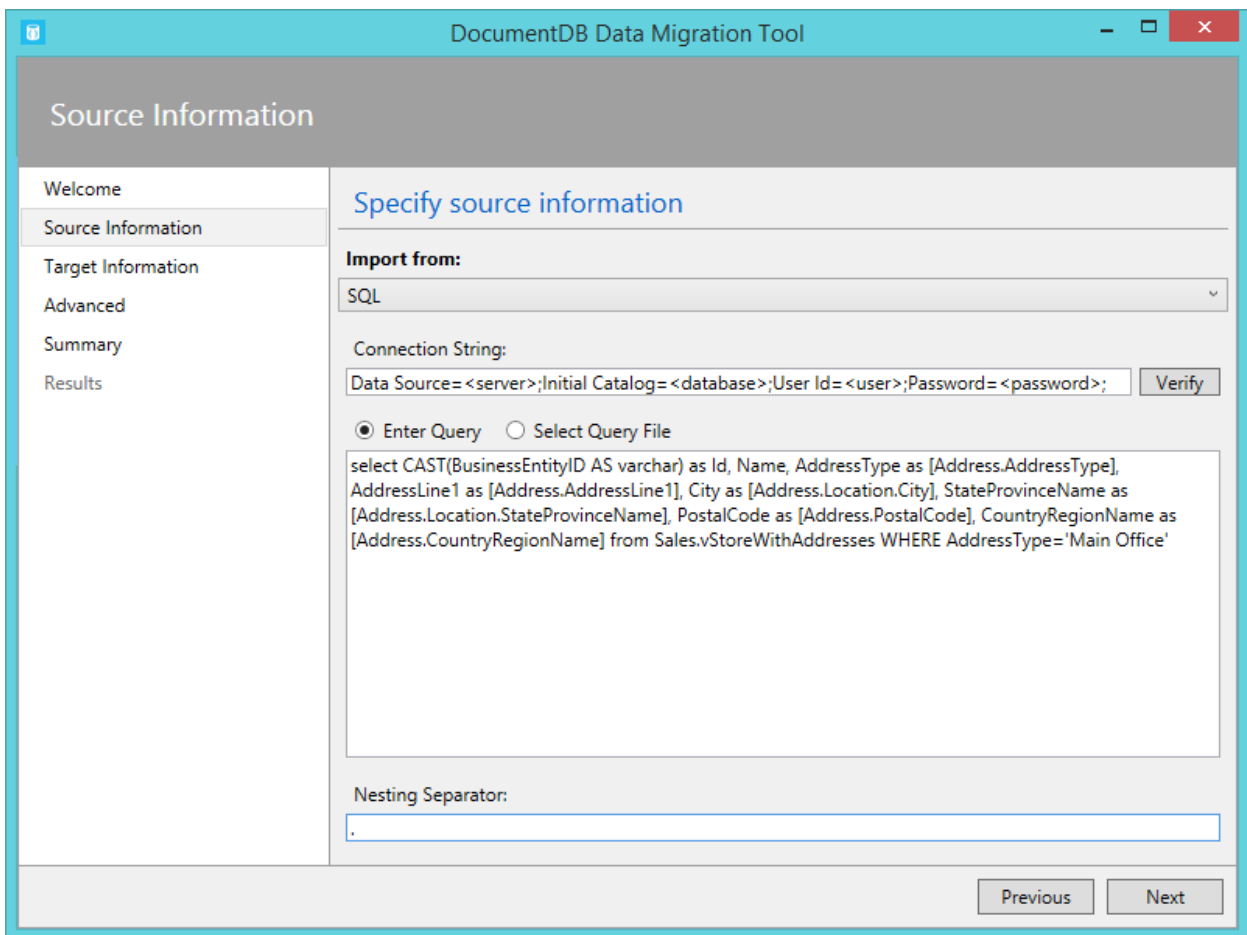 DocumentDB Data Migration Tool
Source Information
Welcome
Source Information
Target Information
Advanced
Summary
Results
Specify source information
Import from:
SQL
Connection String:
Data Source=<server>;Initial Catalog=<database>;User Id=<user>;Password=<password>;
Verify
Enter Query Select Query File
select CAST(BusinessEntityID AS varchar) as Id, Name, AddressType as [Address.AddressType],
AddressLine1 as [Address.AddressLine1], City as [Address.Location.City], StateProvinceName as
[Address.Location.StateProvinceName], PostalCode as [Address.PostalCode], CountryRegionName as
[Address.CountryRegionName] from Sales.vStoreWithAddresses WHERE AddressType='Main Office'
Nesting Separator:
.
Previous Next